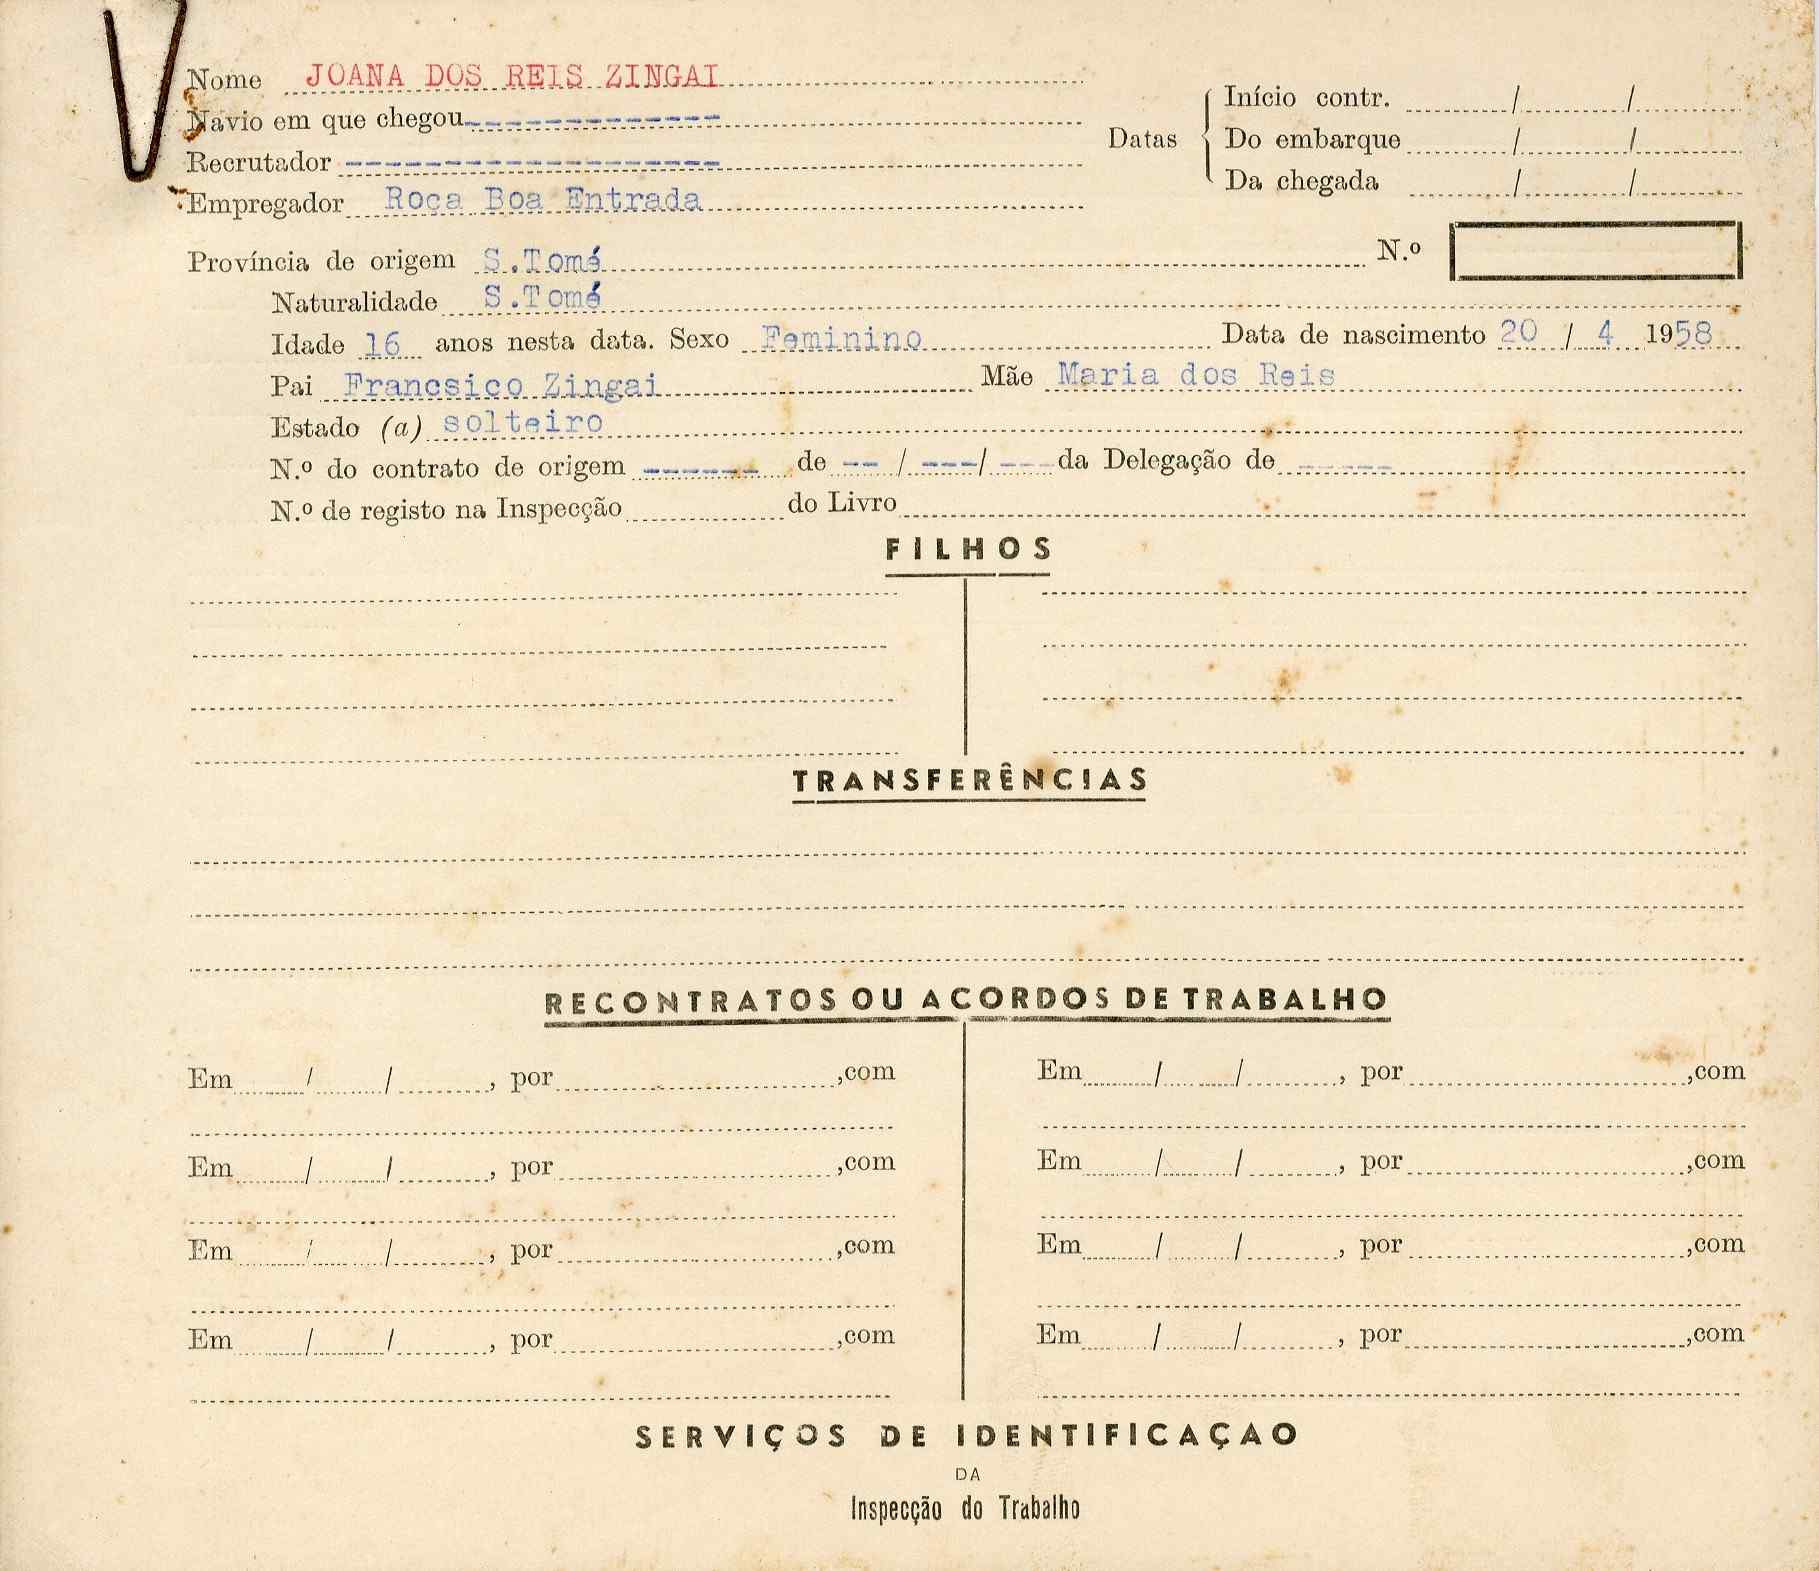 Nome JOANA DOS REIS ZINGAI
Navio em que chegou
Recrutador
Empregador Roça Boa Entrada
Datas
Início contr. / /
Do embarque / /
Da chegada / /
Província de origem S.Tomé N.º
Naturalidade S.Tomé
Idade 16 anos nesta data. Sexo Feminino Data de nascimento 20 / 4 1958
Pai Francsico Zingai Mãe Maria dos Reis
Estado (a) solteiro
N.º do contrato de origem ------- de -- / ---/ --- da Delegação de -----
N.º de registo na Inspecção do Livro
FILHOS
TRANSFERÊNCIAS
RECONTRATOS OU ACORDOS DE TRABALHO
Em / / , por ,com Em / / , por ,com
Em / / , por ,com Em / / , por ,com
Em / / , por ,com Em / / , por ,com
Em / / , por ,com Em / / , por ,com
SERVIÇOS DE IDENTIFICAÇAO
DA
Inspecção do Trabalho